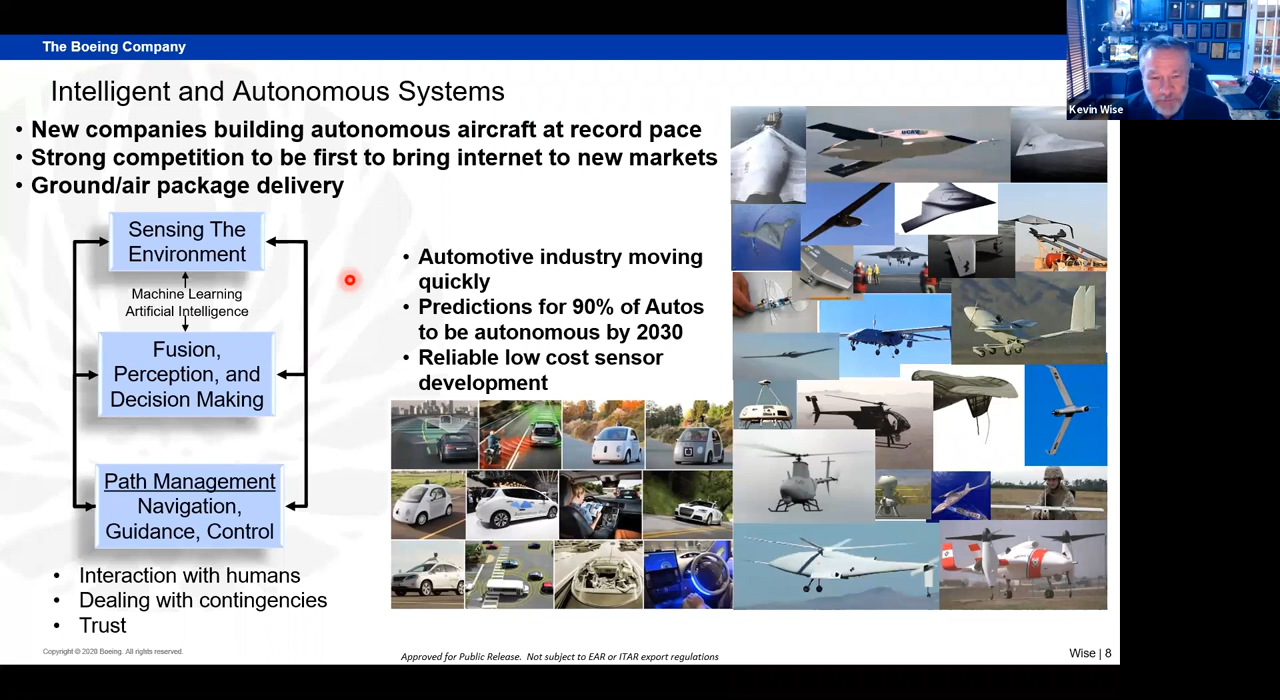 The Boeing Company
Kevin Wise
Intelligent and Autonomous Systems
• New companies building autonomous aircraft at record pace
• Strong competition to be first to bring internet to new markets
• Ground/air package delivery
Sensing The
Environment
Machine Learning
Artificial Intelligence
Fusion,
Perception, and
Decision Making
Path Management
Navigation,
Guidance, Control
• Automotive industry moving
quickly
• Predictions for 90% of Autos
to be autonomous by 2030
• Reliable low cost sensor
development
UCAV
• Interaction with humans
• Dealing with contingencies
• Trust
Copyright © 2020 Boeing. All rights reserved.
Approved for Public Release. Not subject to EAR or ITAR export regulations
Wise | 8